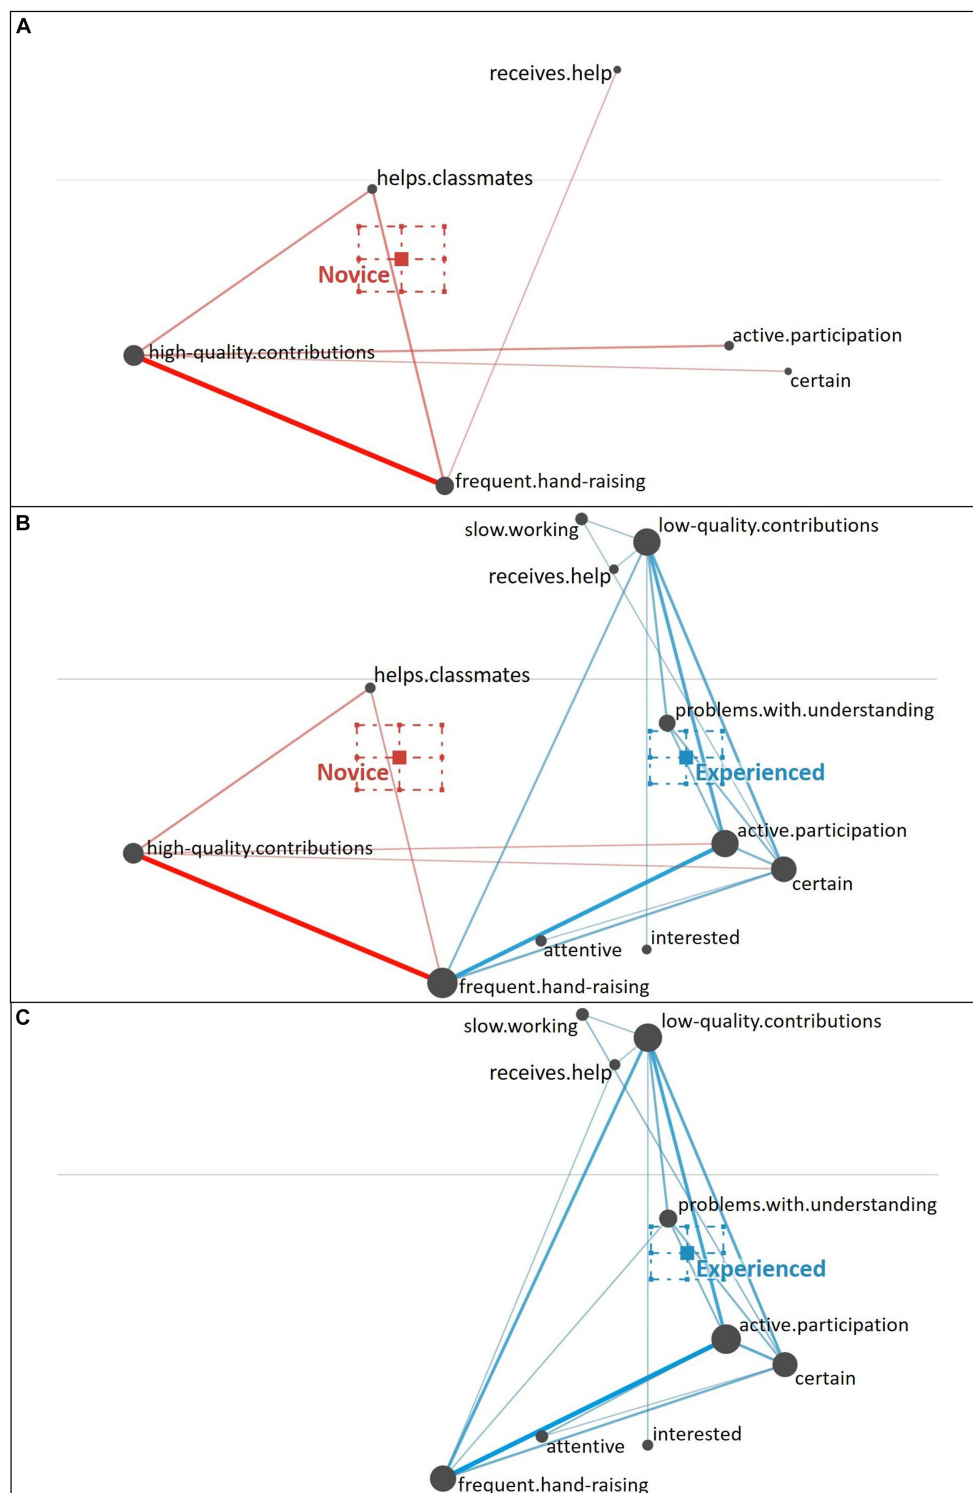 A
receives.help
helps.classmates
Novice
high-quality.contributions
active.participation
certain
frequent.hand-raising
B
slow.working
low-quality.contributions
receives.help
helps.classmates
problems.with.understanding
Novice
Experienced
high-quality.contributions
active.participation
certain
attentive
interested
frequent.hand-raising
C
slow.working
low-quality.contributions
receives.help
problems.with.understanding
Experienced
active.participation
certain
attentive
interested
frequent.hand-raising